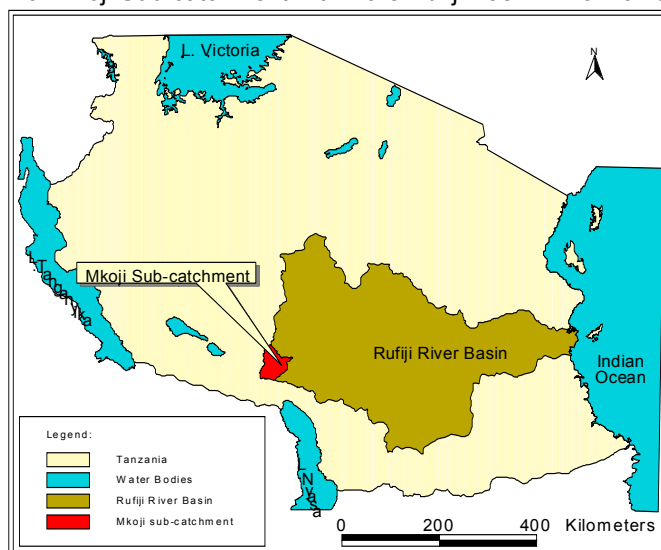 L. Victoria
N
L. Tanganyika
Mkoji Sub-catchment
Rufiji River Basin
Indian
Ocean
L. Nyasa
Legend:
Tanzania
Water Bodies
Rufiji River Basin
Mkoji sub-catchment
0 200 400 Kilometers